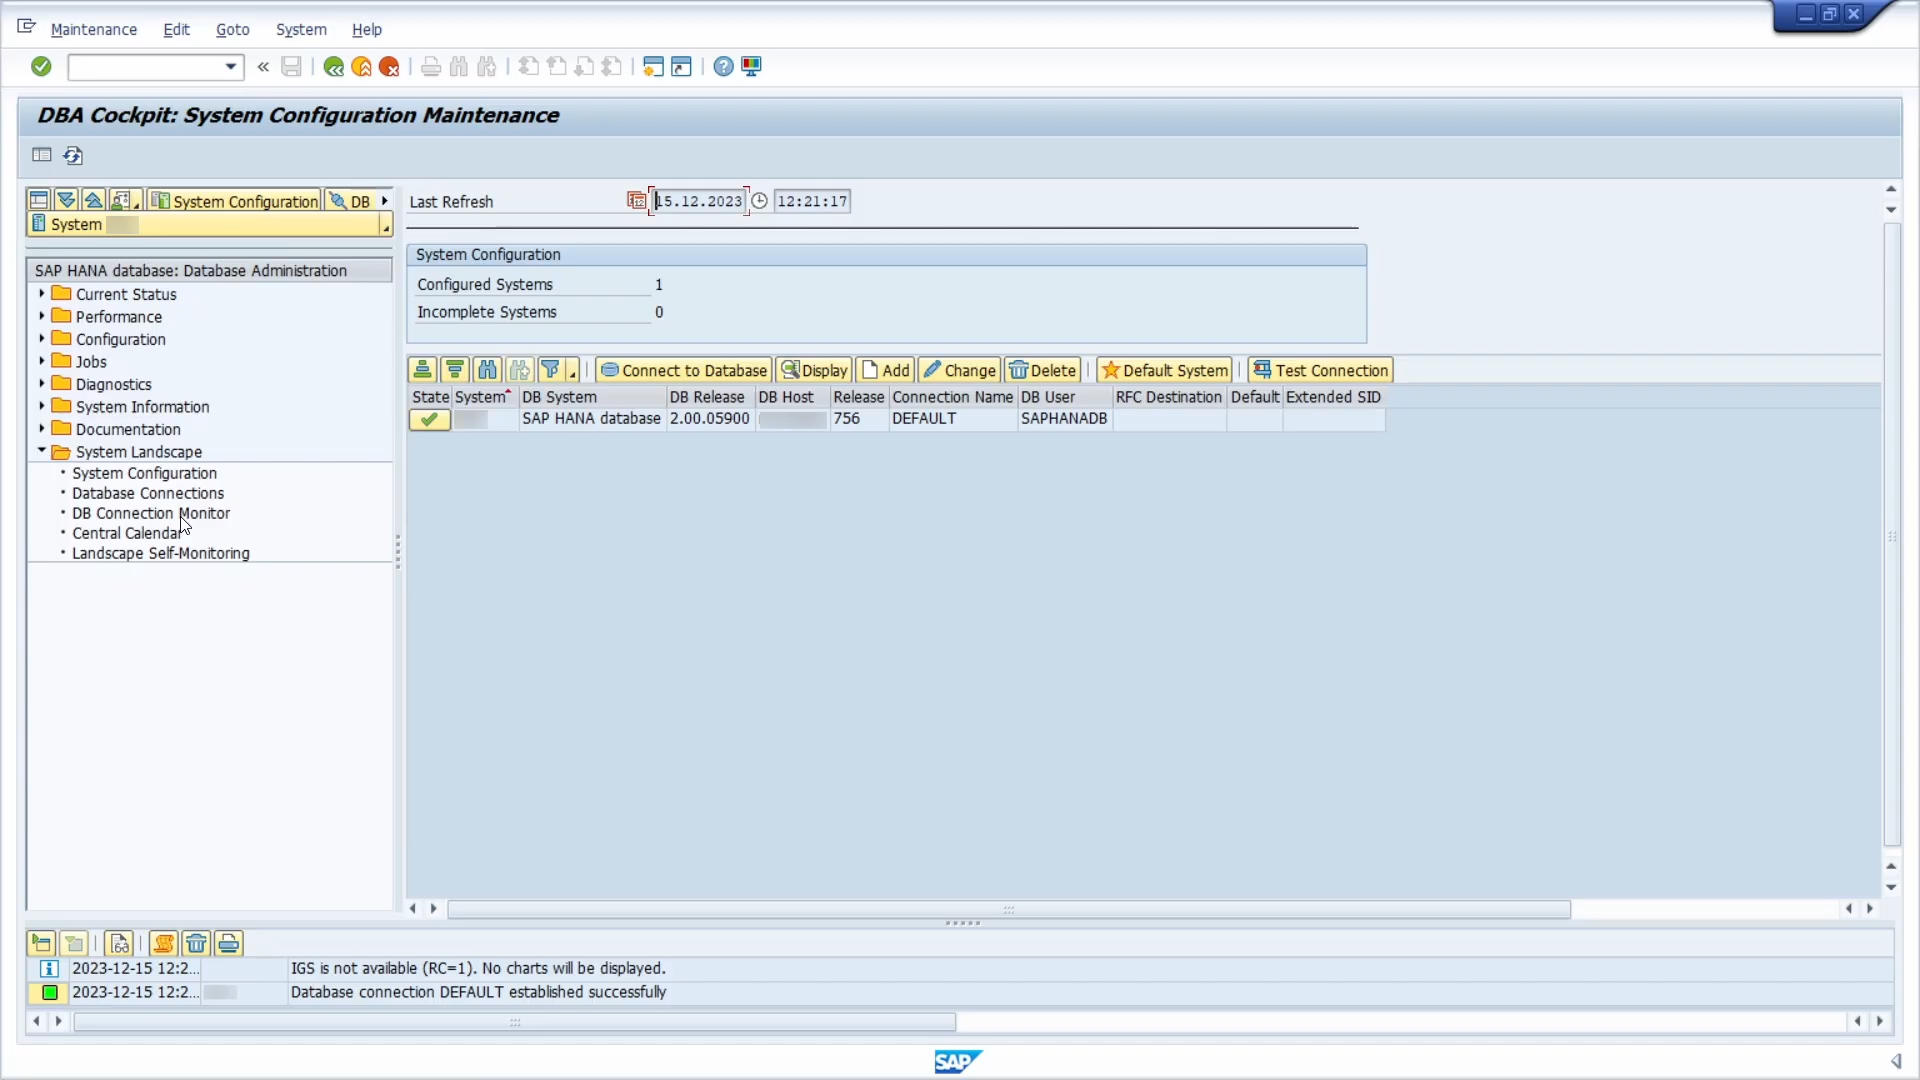 Maintenance Edit Goto System Help
DBA Cockpit: System Configuration Maintenance
System Configuration DB
System
SAP HANA database: Database Administration
Current Status
Performance
Configuration
Jobs
Diagnostics
System Information
Documentation
System Landscape
System Configuration
Database Connections
DB Connection Monitor
Central Calendar
Landscape Self-Monitoring
Last Refresh 15.12.2023 12:21:17
System Configuration
Configured Systems 1
Incomplete Systems 0
Connect to Database Display Add Change Delete Default System Test Connection
State System DB System DB Release DB Host Release Connection Name DB User RFC Destination Default Extended SID
SAP HANA database 2.00.05900 756 DEFAULT SAPHANADB
2023-12-15 12:2... IGS is not available (RC=1). No charts will be displayed.
2023-12-15 12:2... Database connection DEFAULT established successfully
SAP